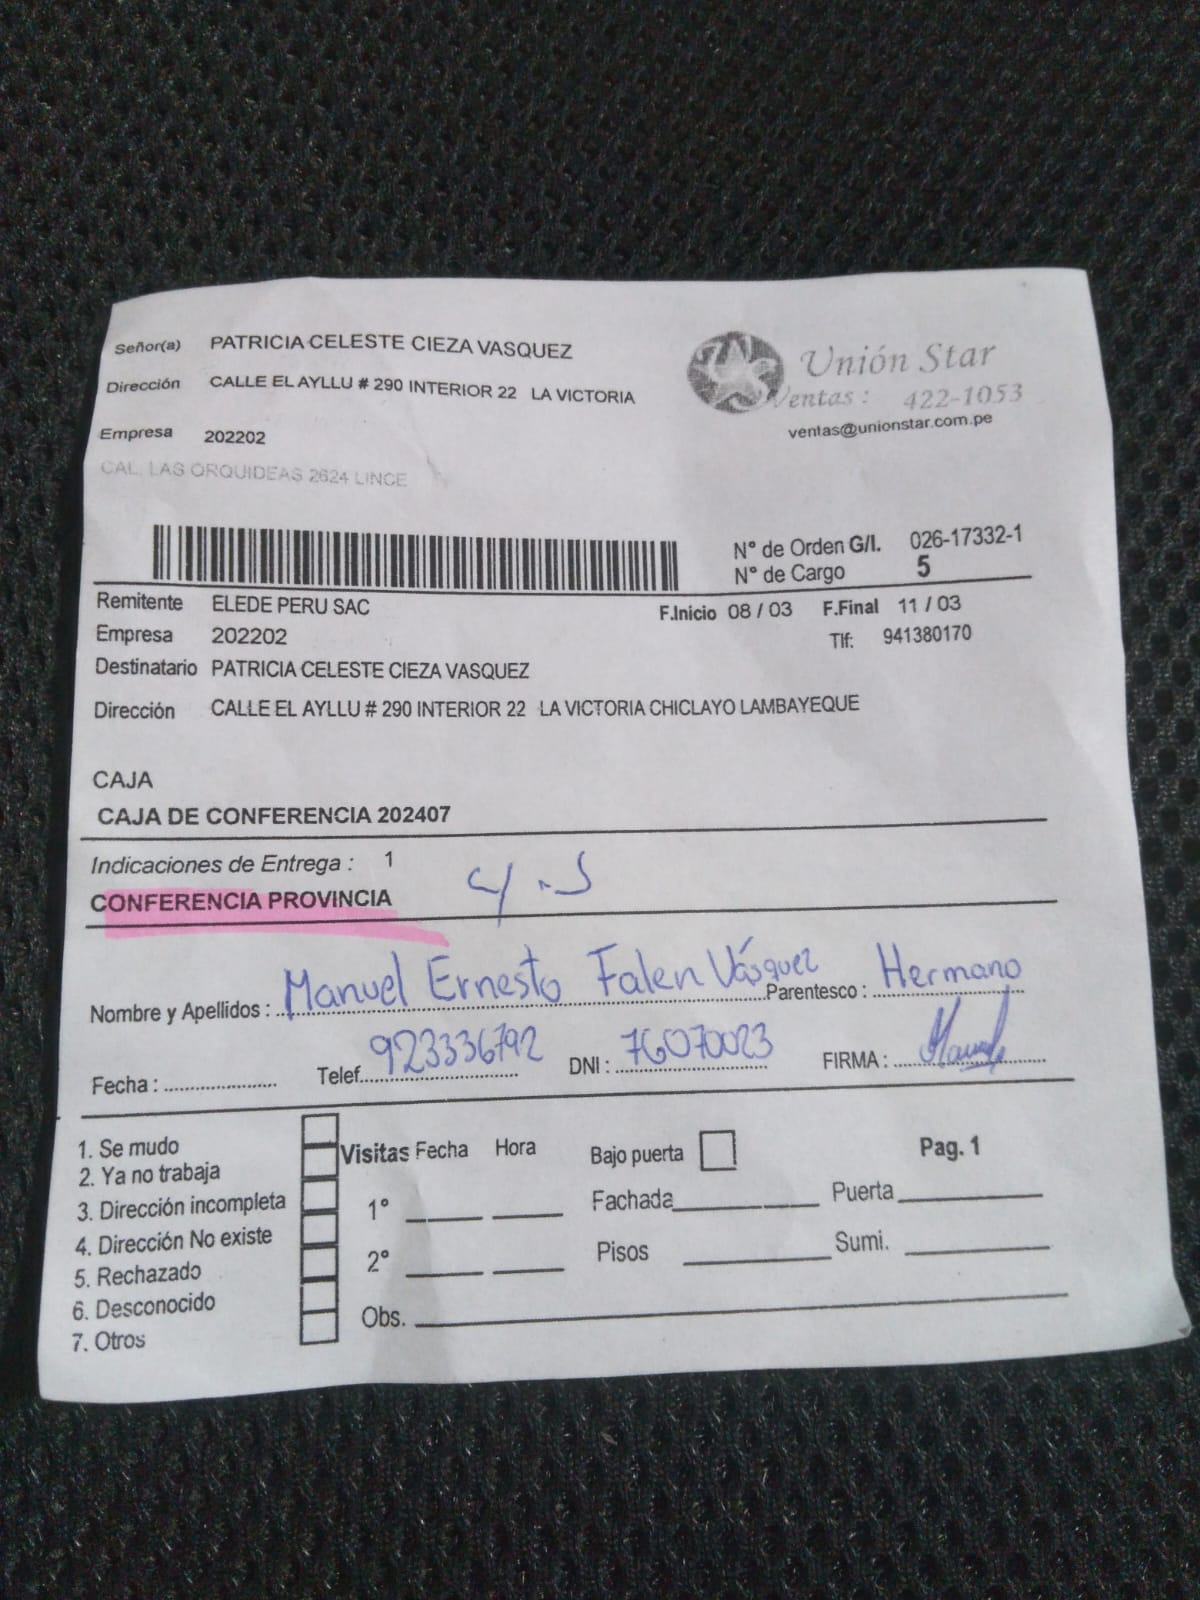 Señor(a) PATRICIA CELESTE CIEZA VASQUEZ
Dirección CALLE EL AYLLU # 290 INTERIOR 22 LA VICTORIA
Empresa 202202
CAL. LAS ORQUIDEAS 2624 LINCE
Unión Star
Ventas: 422-1053
ventas@unionstar.com.pe
N° de Orden G/I. 026-17332-1
N° de Cargo 5
Remitente ELEDE PERU SAC F.Inicio 08 / 03 F.Final 11 / 03
Empresa 202202 Tlf: 941380170
Destinatario PATRICIA CELESTE CIEZA VASQUEZ
Dirección CALLE EL AYLLU # 290 INTERIOR 22 LA VICTORIA CHICLAYO LAMBAYEQUE
CAJA
CAJA DE CONFERENCIA 202407
Indicaciones de Entrega : 1
CONFERENCIA PROVINCIA
Nombre y Apellidos : Manuel Ernesto Falen Vásquez Parentesco : Hermano
Fecha : Telef. 923336792 DNI : 76070023 FIRMA :
1. Se mudo
2. Ya no trabaja
3. Dirección incompleta
4. Dirección No existe
5. Rechazado
6. Desconocido
7. Otros
Visitas Fecha Hora
1°
2°
Obs.
Bajo puerta Pag. 1
Fachada Puerta
Pisos Sumi.